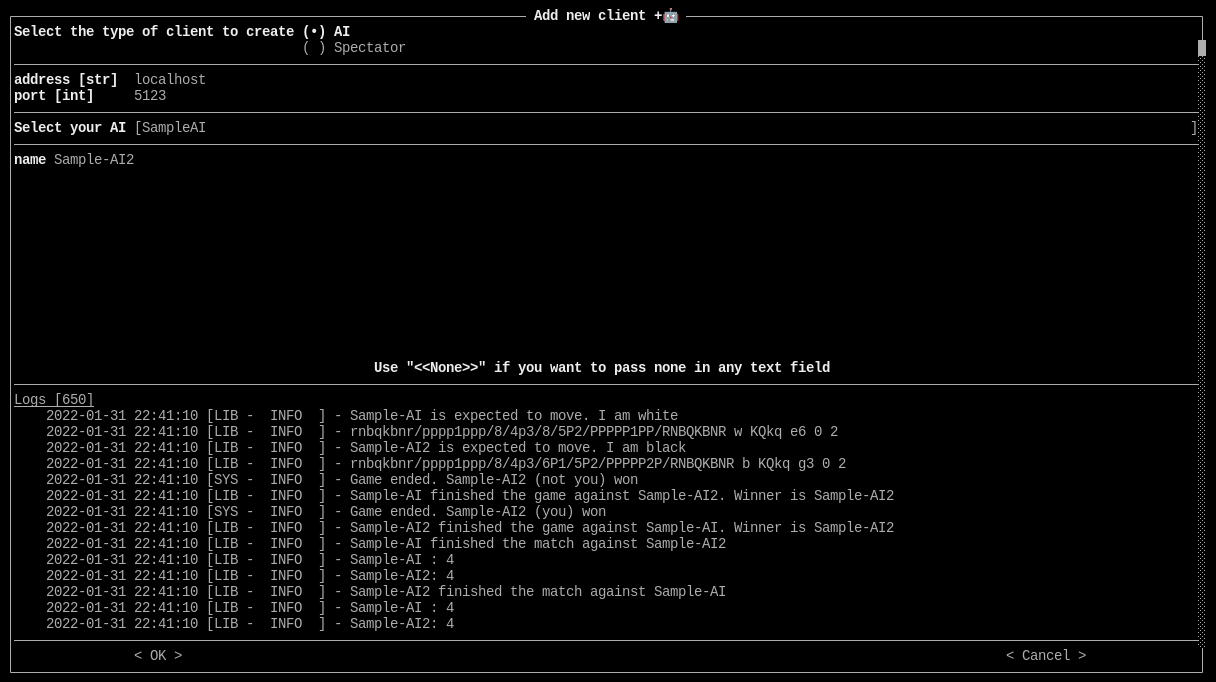 Add new client +🤖
Select the type of client to create (•) AI
( ) Spectator
address [str] localhost
port [int] 5123
Select your AI [SampleAI ]
name Sample-AI2
Use "<<None>>" if you want to pass none in any text field
Logs [650]
2022-01-31 22:41:10 [LIB -  INFO  ] - Sample-AI is expected to move. I am white
2022-01-31 22:41:10 [LIB -  INFO  ] - rnbqkbnr/pppp1ppp/8/4p3/8/5P2/PPPPP1PP/RNBQKBNR w KQkq e6 0 2
2022-01-31 22:41:10 [LIB -  INFO  ] - Sample-AI2 is expected to move. I am black
2022-01-31 22:41:10 [LIB -  INFO  ] - rnbqkbnr/pppp1ppp/8/4p3/6P1/5P2/PPPPP2P/RNBQKBNR b KQkq g3 0 2
2022-01-31 22:41:10 [SYS -  INFO  ] - Game ended. Sample-AI2 (not you) won
2022-01-31 22:41:10 [LIB -  INFO  ] - Sample-AI finished the game against Sample-AI2. Winner is Sample-AI2
2022-01-31 22:41:10 [SYS -  INFO  ] - Game ended. Sample-AI2 (you) won
2022-01-31 22:41:10 [LIB -  INFO  ] - Sample-AI2 finished the game against Sample-AI. Winner is Sample-AI2
2022-01-31 22:41:10 [LIB -  INFO  ] - Sample-AI finished the match against Sample-AI2
2022-01-31 22:41:10 [LIB -  INFO  ] - Sample-AI : 4
2022-01-31 22:41:10 [LIB -  INFO  ] - Sample-AI2: 4
2022-01-31 22:41:10 [LIB -  INFO  ] - Sample-AI2 finished the match against Sample-AI
2022-01-31 22:41:10 [LIB -  INFO  ] - Sample-AI : 4
2022-01-31 22:41:10 [LIB -  INFO  ] - Sample-AI2: 4
< OK > < Cancel >